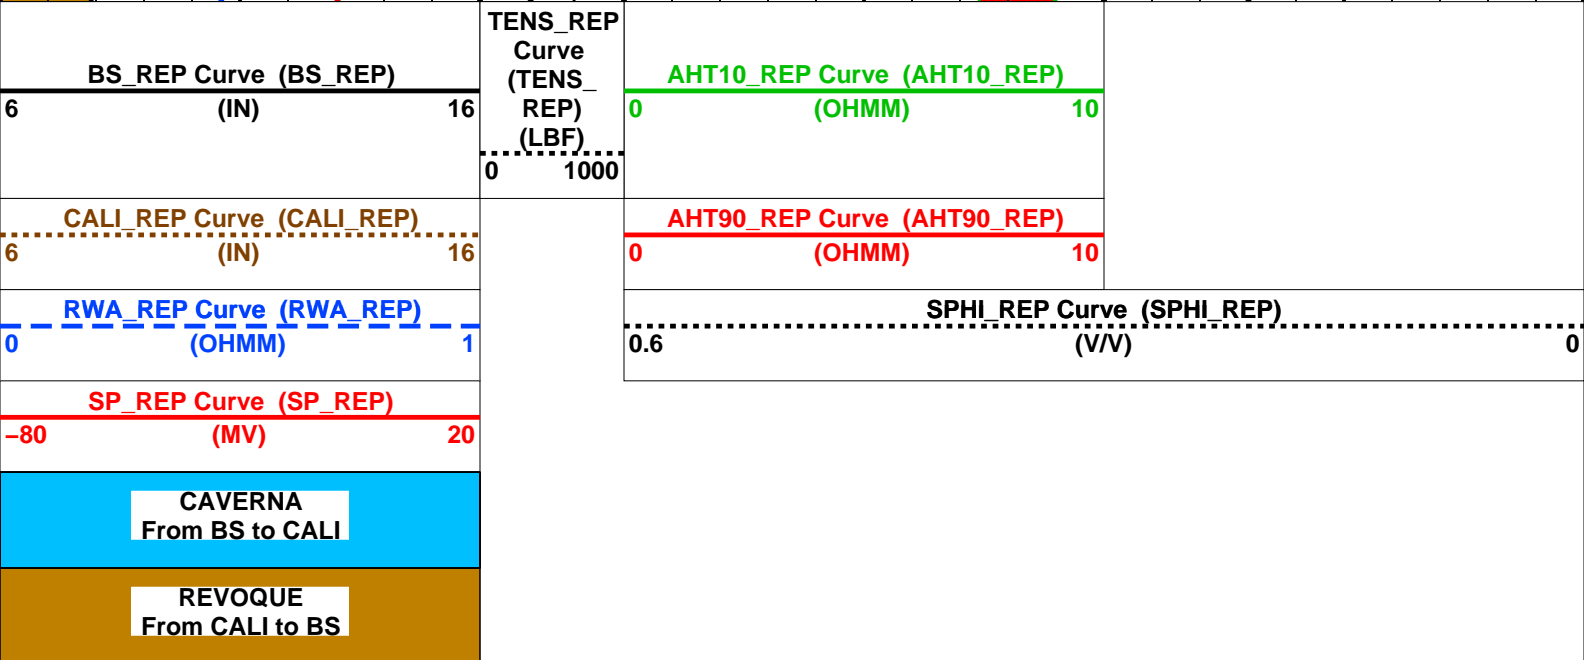 BS_REP Curve (BS_REP)
6 (IN) 16
TENS_REP
Curve
(TENS_
REP)
(LBF)
0 1000
AHT10_REP Curve (AHT10_REP)
0 (OHMM) 10
CALI_REP Curve (CALI_REP)
6 (IN) 16
AHT90_REP Curve (AHT90_REP)
0 (OHMM) 10
RWA_REP Curve (RWA_REP)
0 (OHMM) 1
SPHI_REP Curve (SPHI_REP)
0.6 (V/V) 0
SP_REP Curve (SP_REP)
−80 (MV) 20
CAVERNA
From BS to CALI
REVOQUE
From CALI to BS